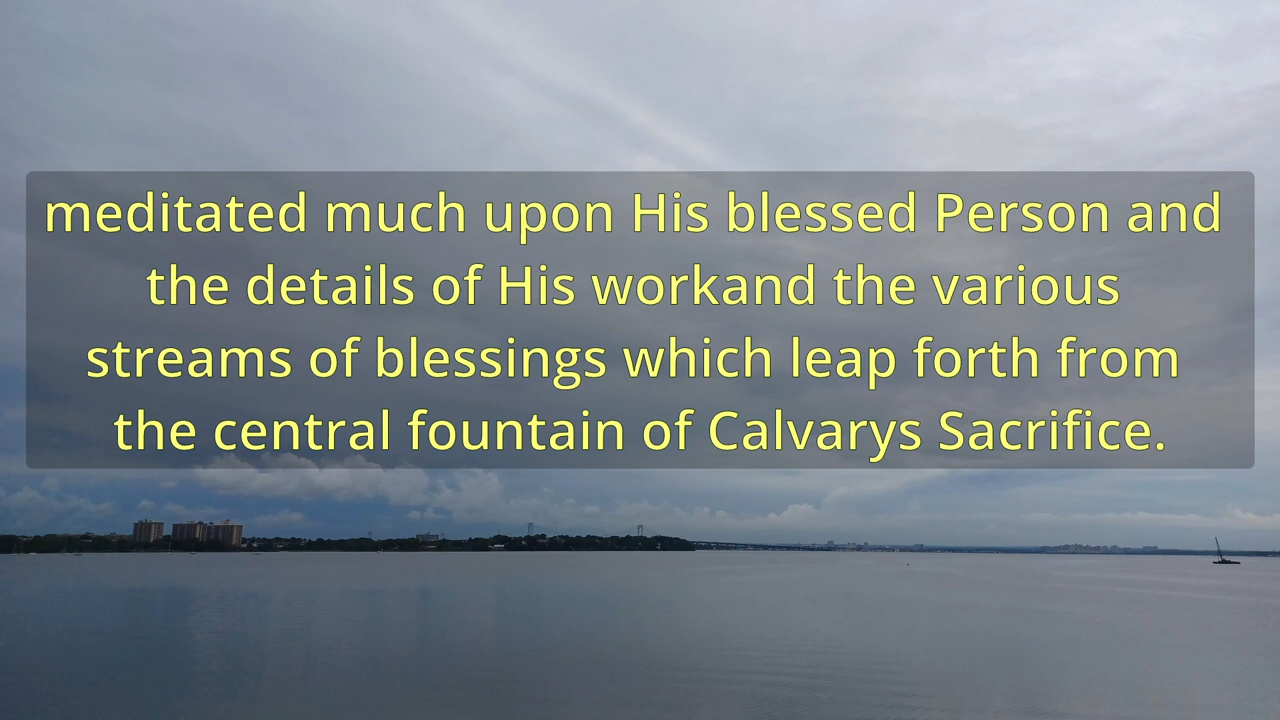 meditated much upon His blessed Person and
the details of His workand the various
streams of blessings which leap forth from
the central fountain of Calvarys Sacrifice.